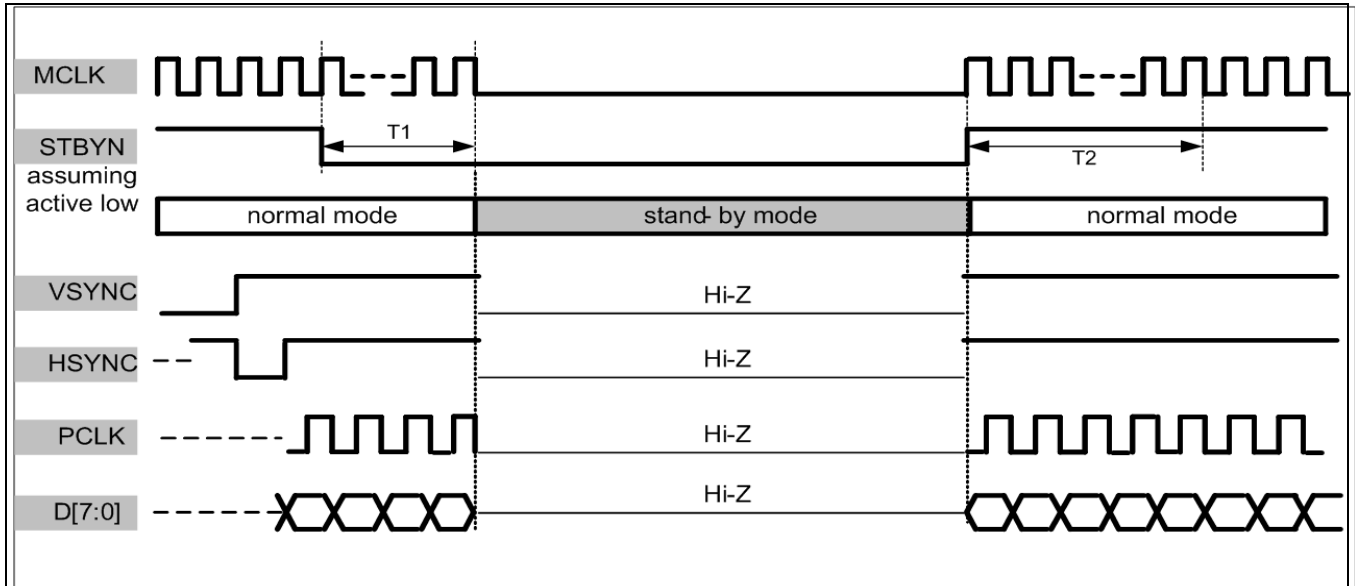 MCLK
T1
STBYN
T2
assuming
active low
normal mode
stand- by mode
normal mode
VSYNC
Hi-Z
HSYNC
Hi-Z
PCLK
Hi-Z
D[7:0]
Hi-Z